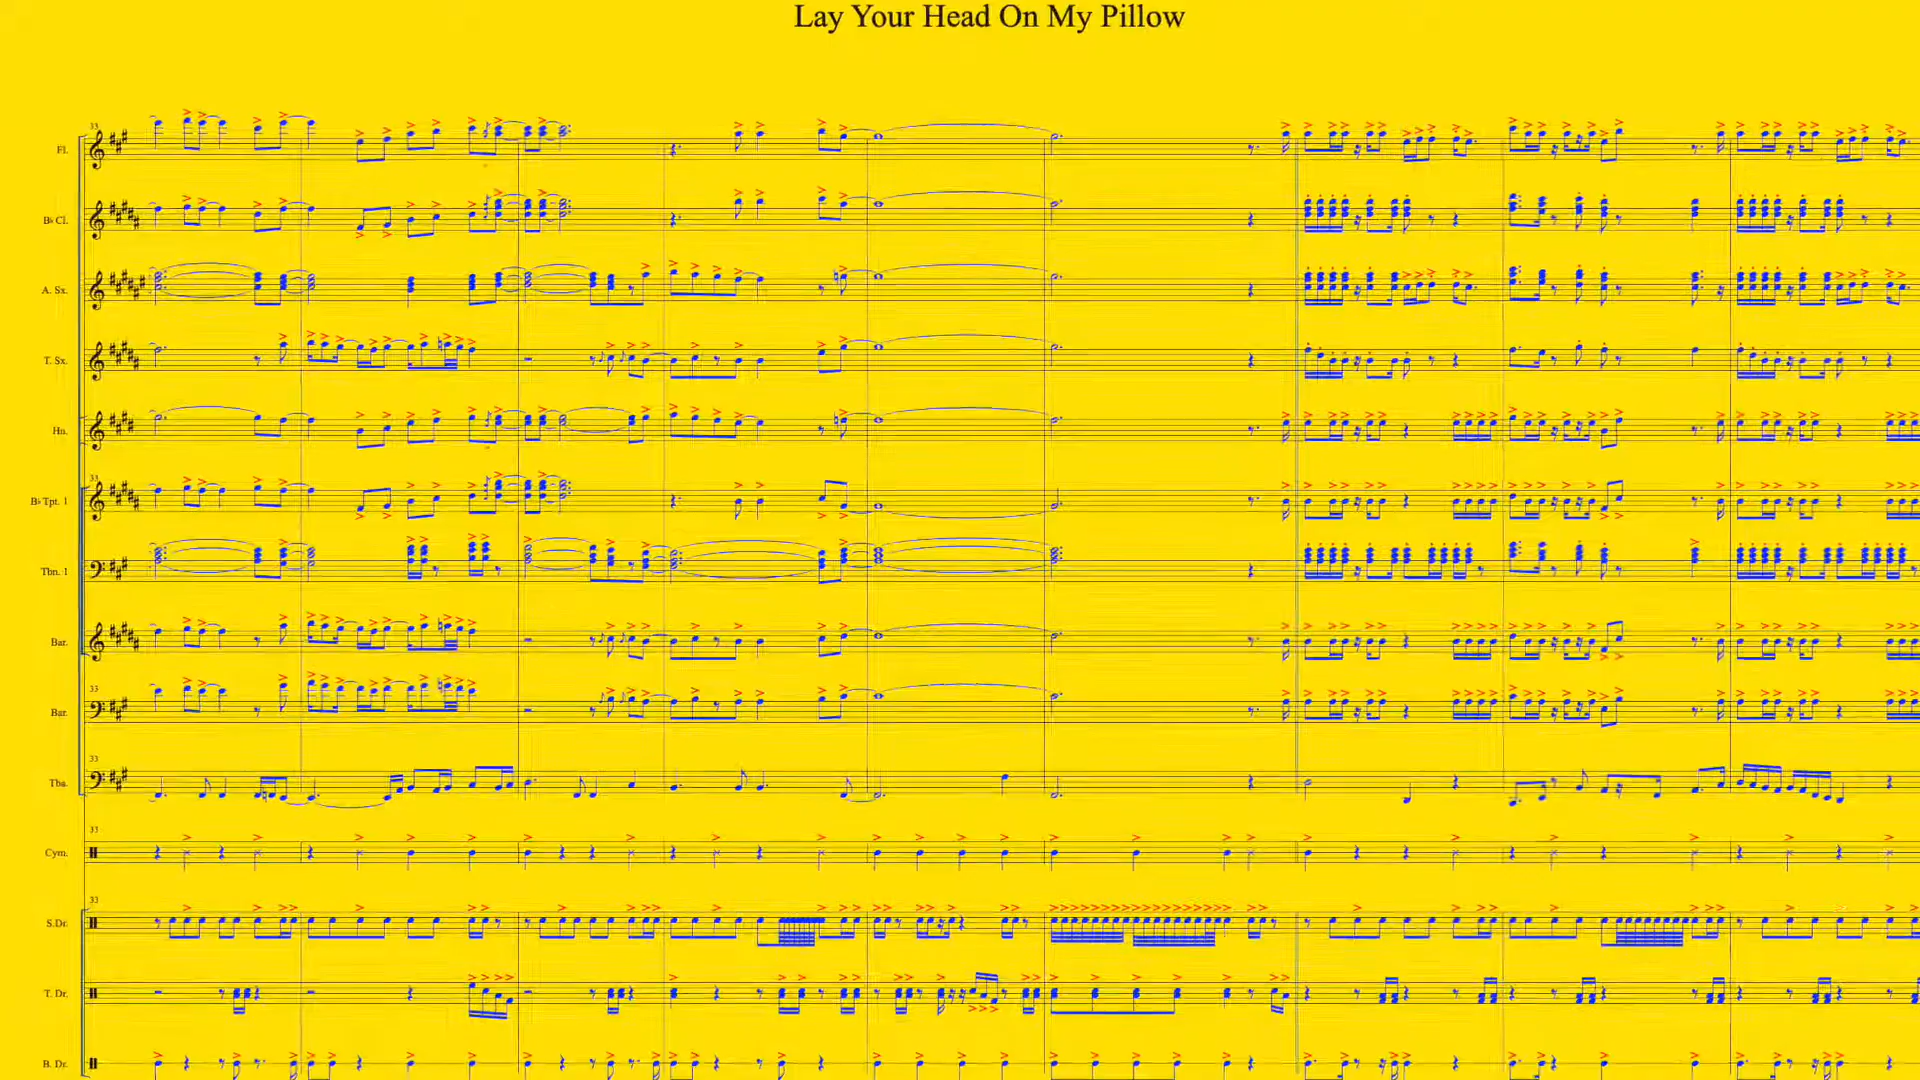 Lay Your Head On My Pillow
33
Fl.
B♭ Cl.
A. Sx.
T. Sx.
Hn.
33
B♭ Tpt. 1
Tbn. 1
Bar.
33
Bar.
33
Tba.
33
Cym.
33
S.Dr.
T. Dr.
B. Dr.